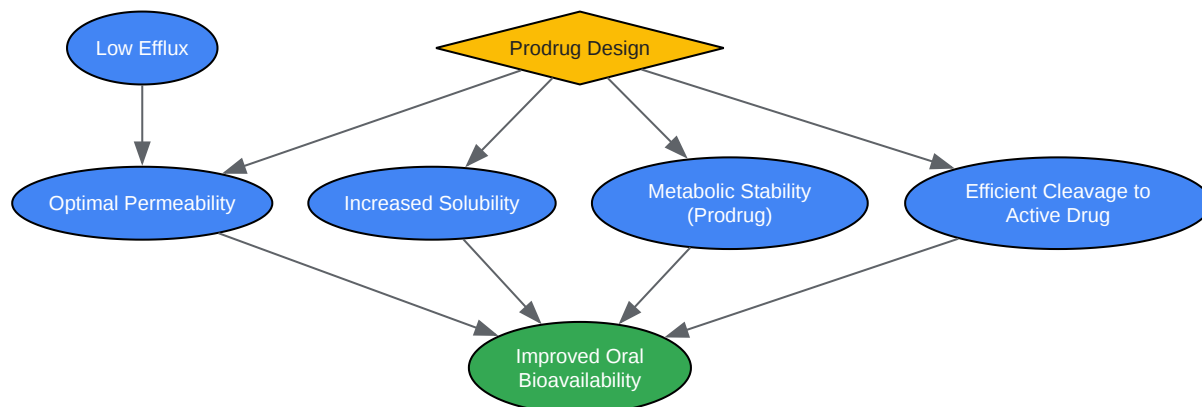 Low Efflux
Prodrug Design
Optimal Permeability
Increased Solubility
Metabolic Stability
(Prodrug)
Efficient Cleavage to
Active Drug
Improved Oral
Bioavailability